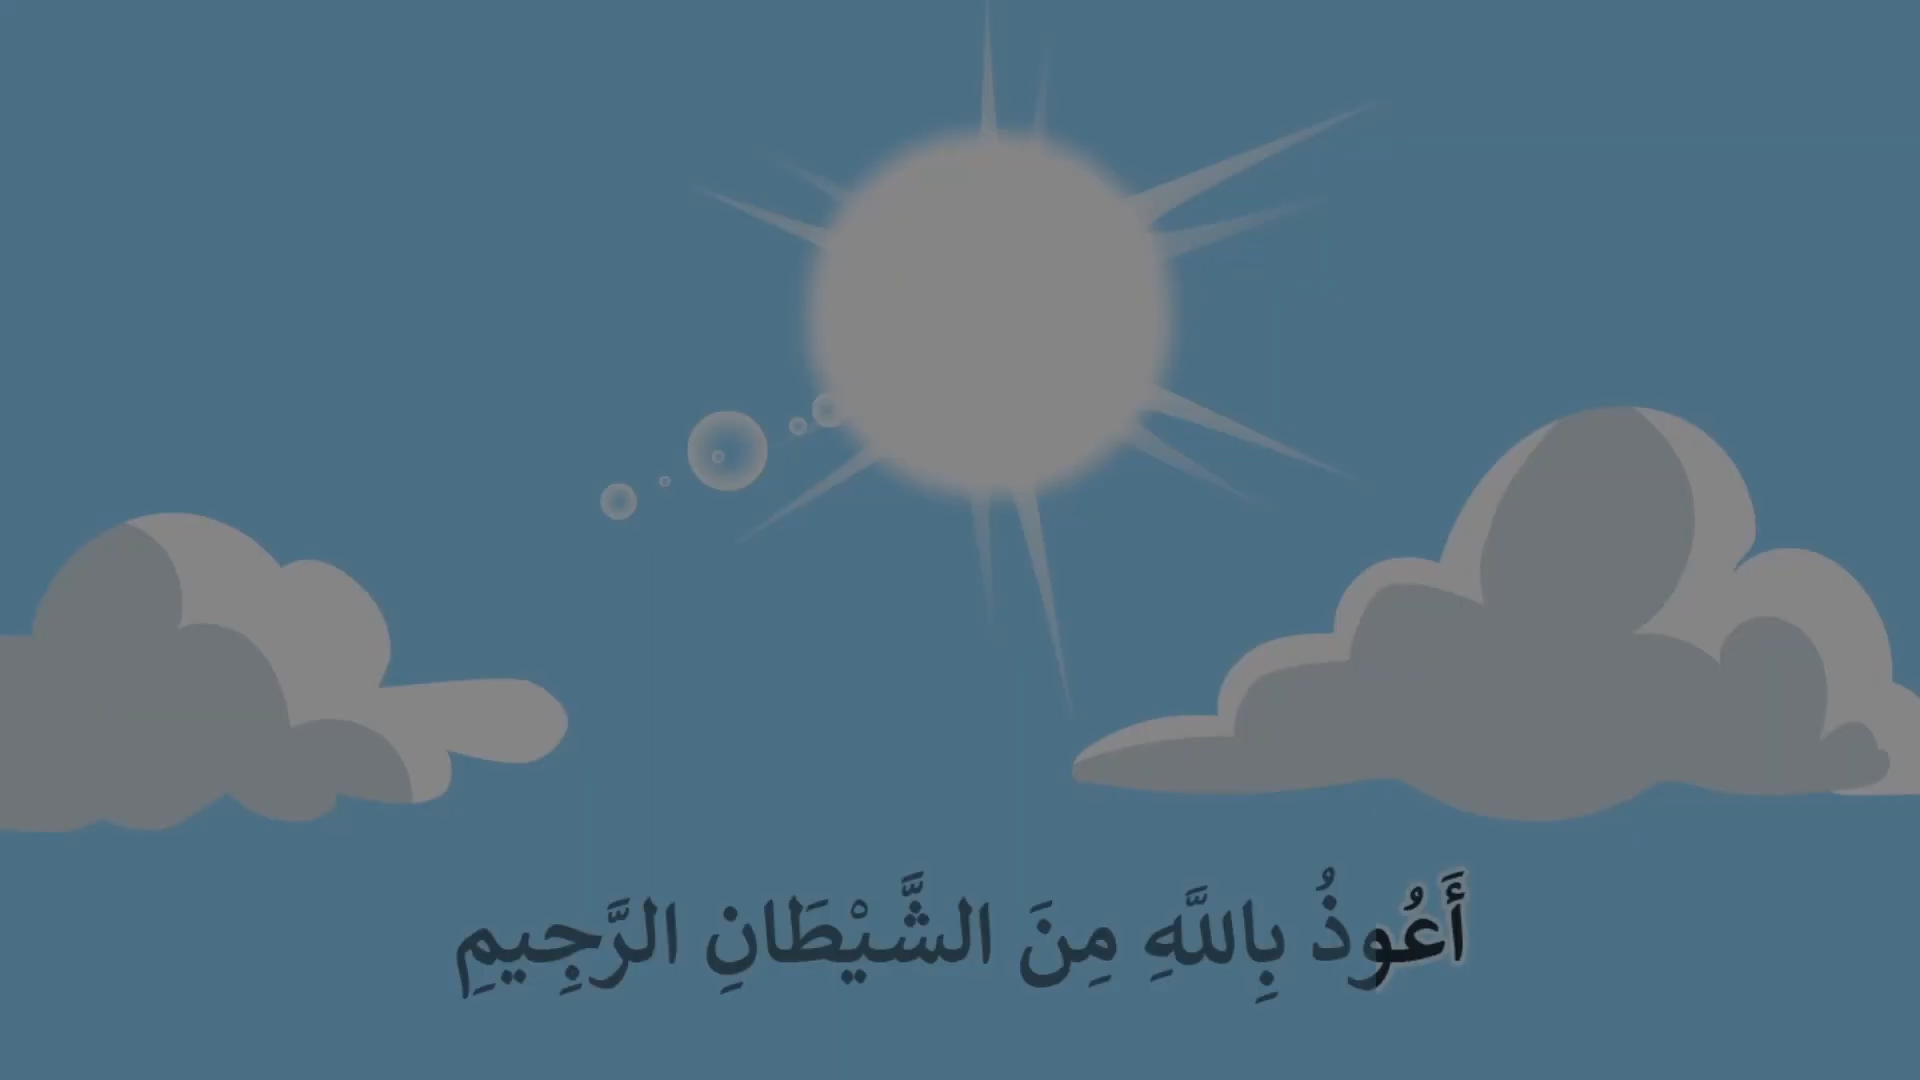 أَعُوذُ بِاللَّهِ مِنَ الشَّيْطَانِ الرَّجِيمِ